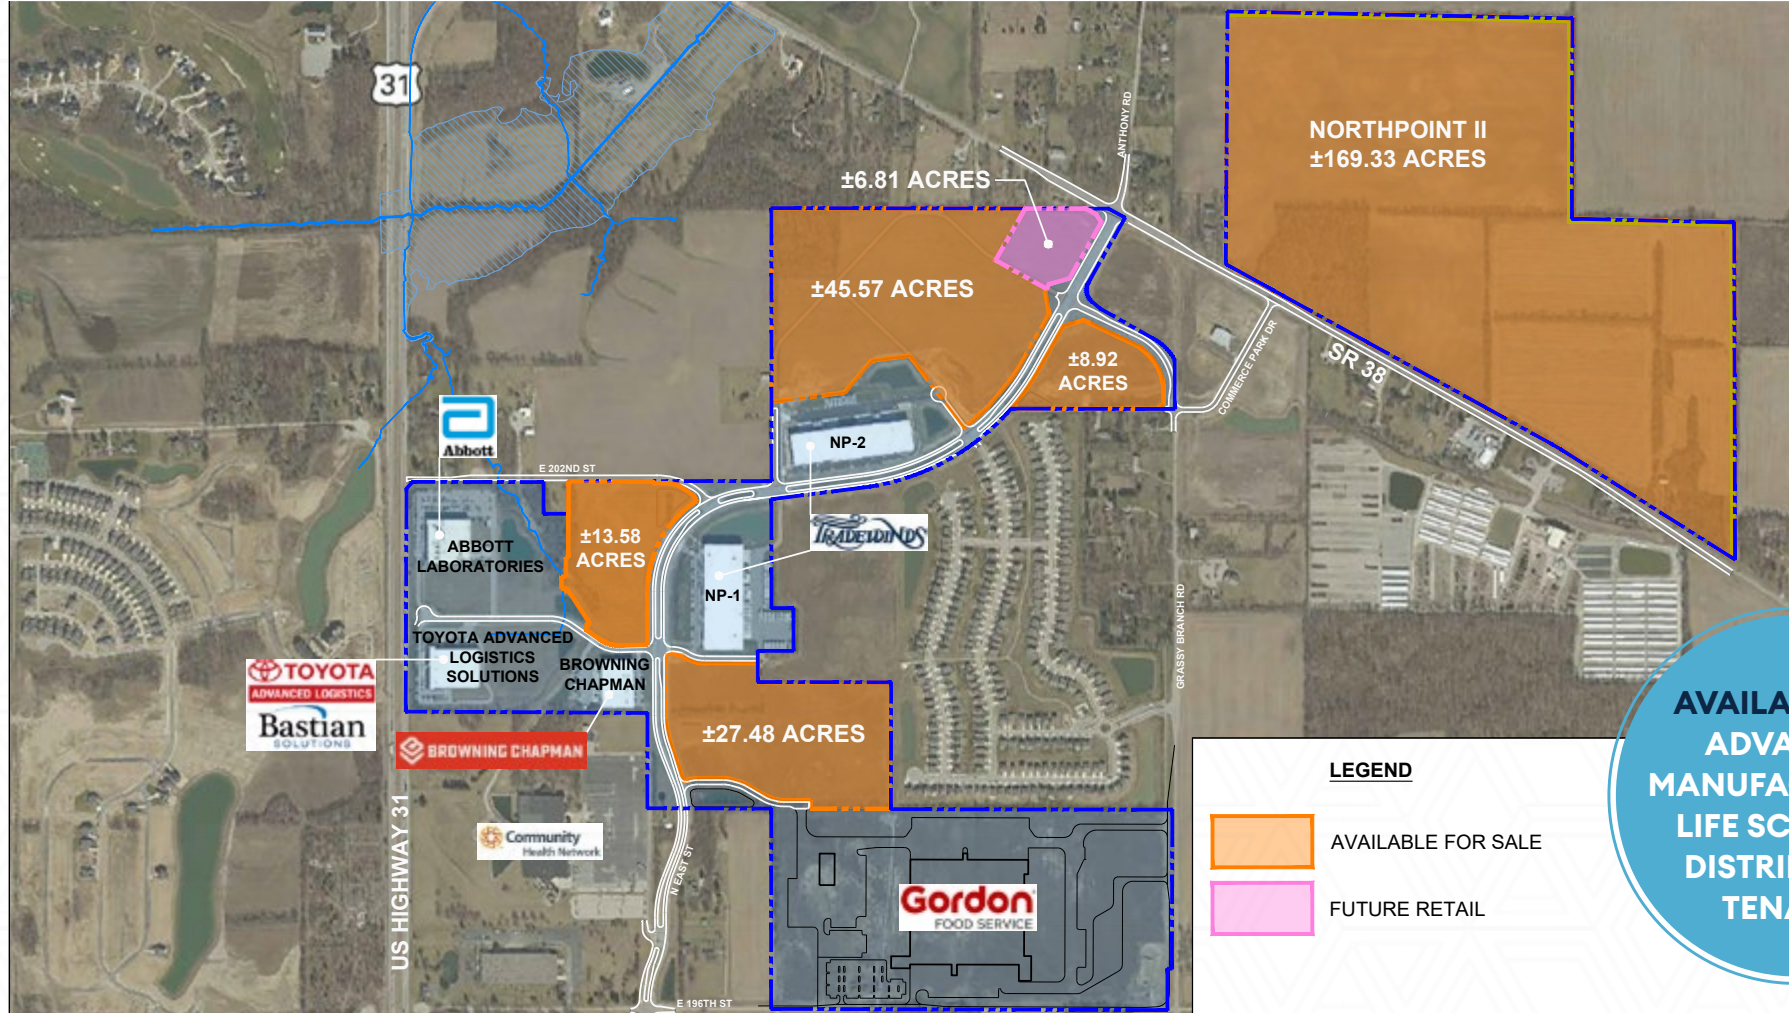 31
ANTHONY RD
NORTHPOINT II
±169.33 ACRES
±6.81 ACRES
±45.57 ACRES
±8.92
ACRES
COMMERCE PARK DR
SR 38
Abbott
NP-2
E 202ND ST
TRADEWINDS
±13.58
ACRES
ABBOTT
LABORATORIES
NP-1
GRASSY BRANCH RD
TOYOTA ADVANCED
LOGISTICS
SOLUTIONS
BROWNING
CHAPMAN
TOYOTA
ADVANCED LOGISTICS
Bastian
SOLUTIONS
BROWNING CHAPMAN
±27.48 ACRES
US HIGHWAY 31
Community
Health Network
N EAST ST
Gordon
FOOD SERVICE
E 196TH ST
LEGEND
AVAILABLE FOR SALE
FUTURE RETAIL
AVAILA
ADVA
MANUFA
LIFE SC
DISTRI
TENA